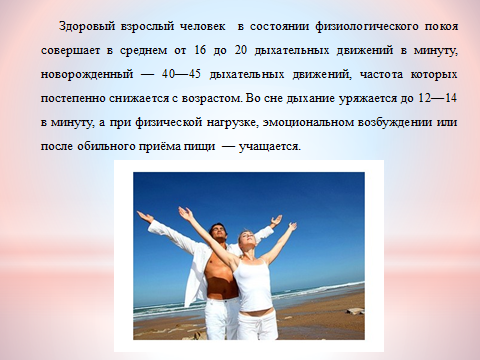 Здоровый взрослый человек в состоянии физиологического покоя
совершает в среднем от 16 до 20 дыхательных движений в минуту,
новорожденный — 40—45 дыхательных движений, частота которых
постепенно снижается с возрастом. Во сне дыхание уряжается до 12—14
в минуту, а при физической нагрузке, эмоциональном возбуждении или
после обильного приёма пищи — учащается.